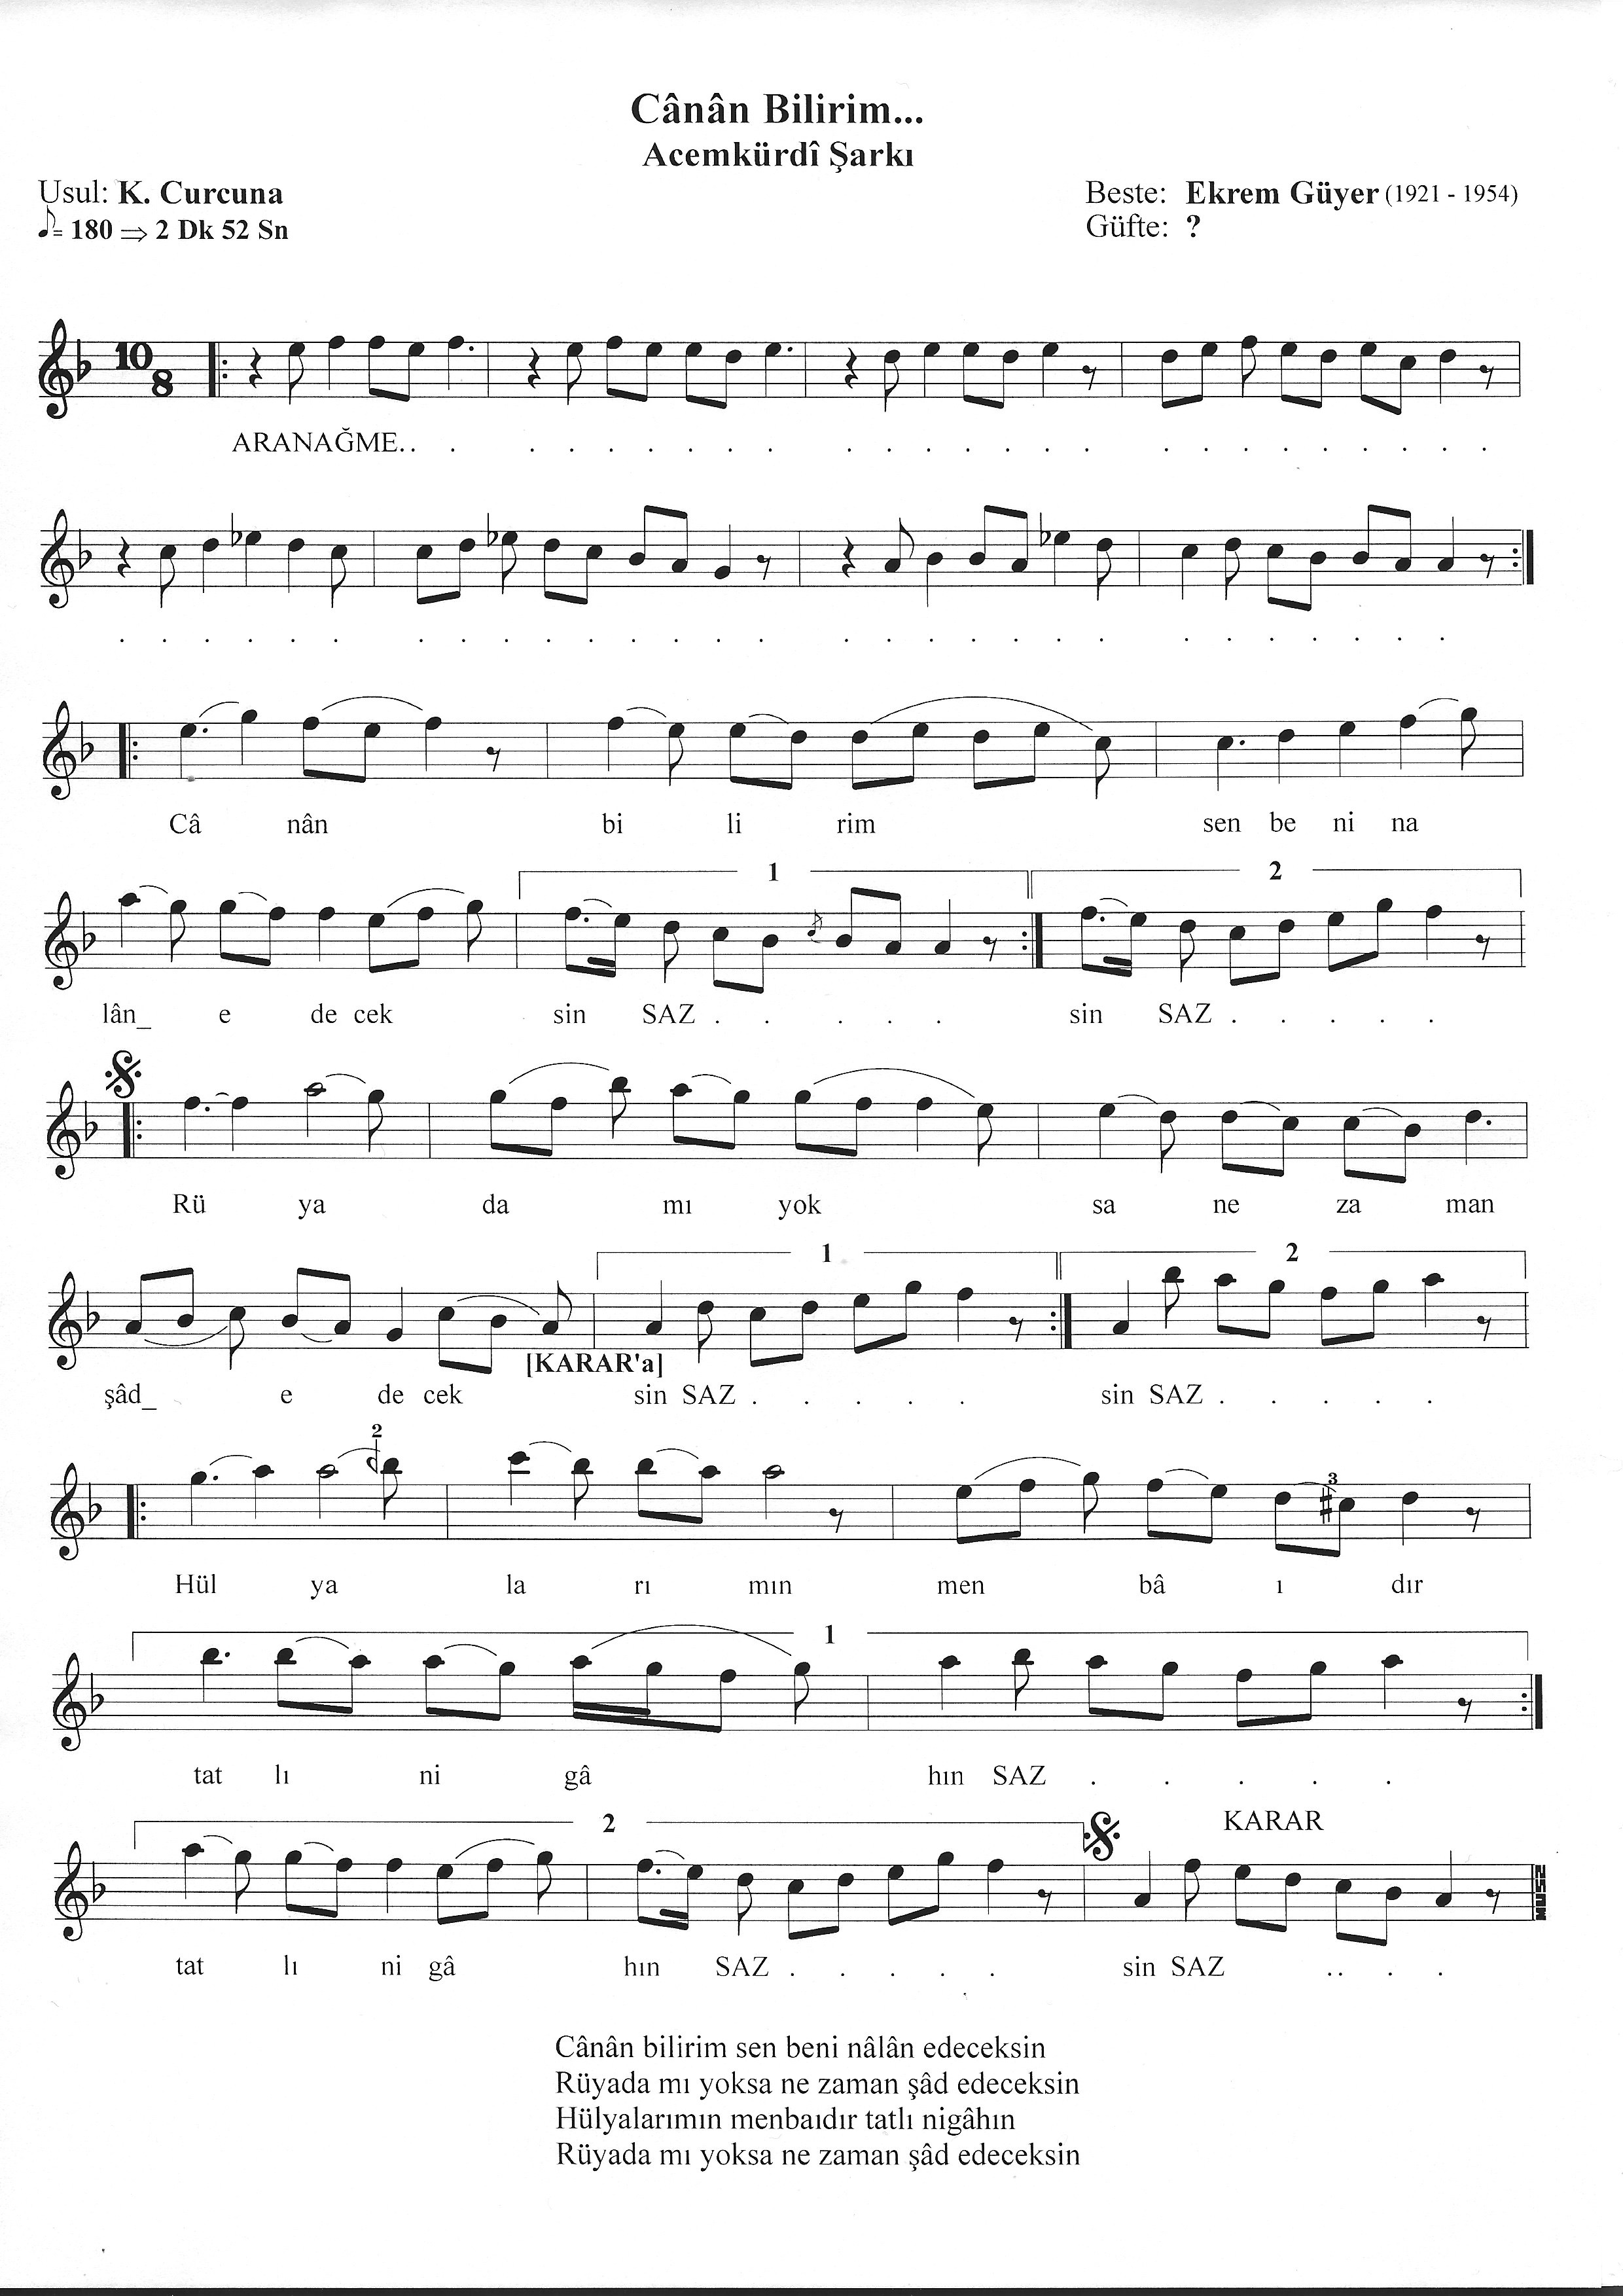 Cânân Bilirim...
Acemkürdî Şarkı
Usul: K. Curcuna
= 180 ⇒ 2 Dk 52 Sn
Beste: Ekrem Güyer (1921 - 1954)
Güfte: ?
10
8
ARANAĞME. . . . . . . . . . . . . . . . . . . . . . . . . .
. . . . . . . . . . . . . . . . . . . . . . . . . . . . .
Câ nân bi li rim sen be ni na
1 2
lân_ e de cek sin SAZ . . . . . sin SAZ . . . . .
Rü ya da mı yok sa ne za man
1 2
[KARAR'a]
şâd_ e de cek sin SAZ . . . . . sin SAZ . . . . .
2
3
Hül ya la rı mın men bâ ı dır
1
tat lı ni gâ hın SAZ . . . . .
2 KARAR
MUS2
tat lı ni gâ hın SAZ . . . . . sin SAZ .. . .
Cânân bilirim sen beni nâlân edeceksin
Rüyada mı yoksa ne zaman şâd edeceksin
Hülyalarımın menbaıdır tatlı nigâhın
Rüyada mı yoksa ne zaman şâd edeceksin